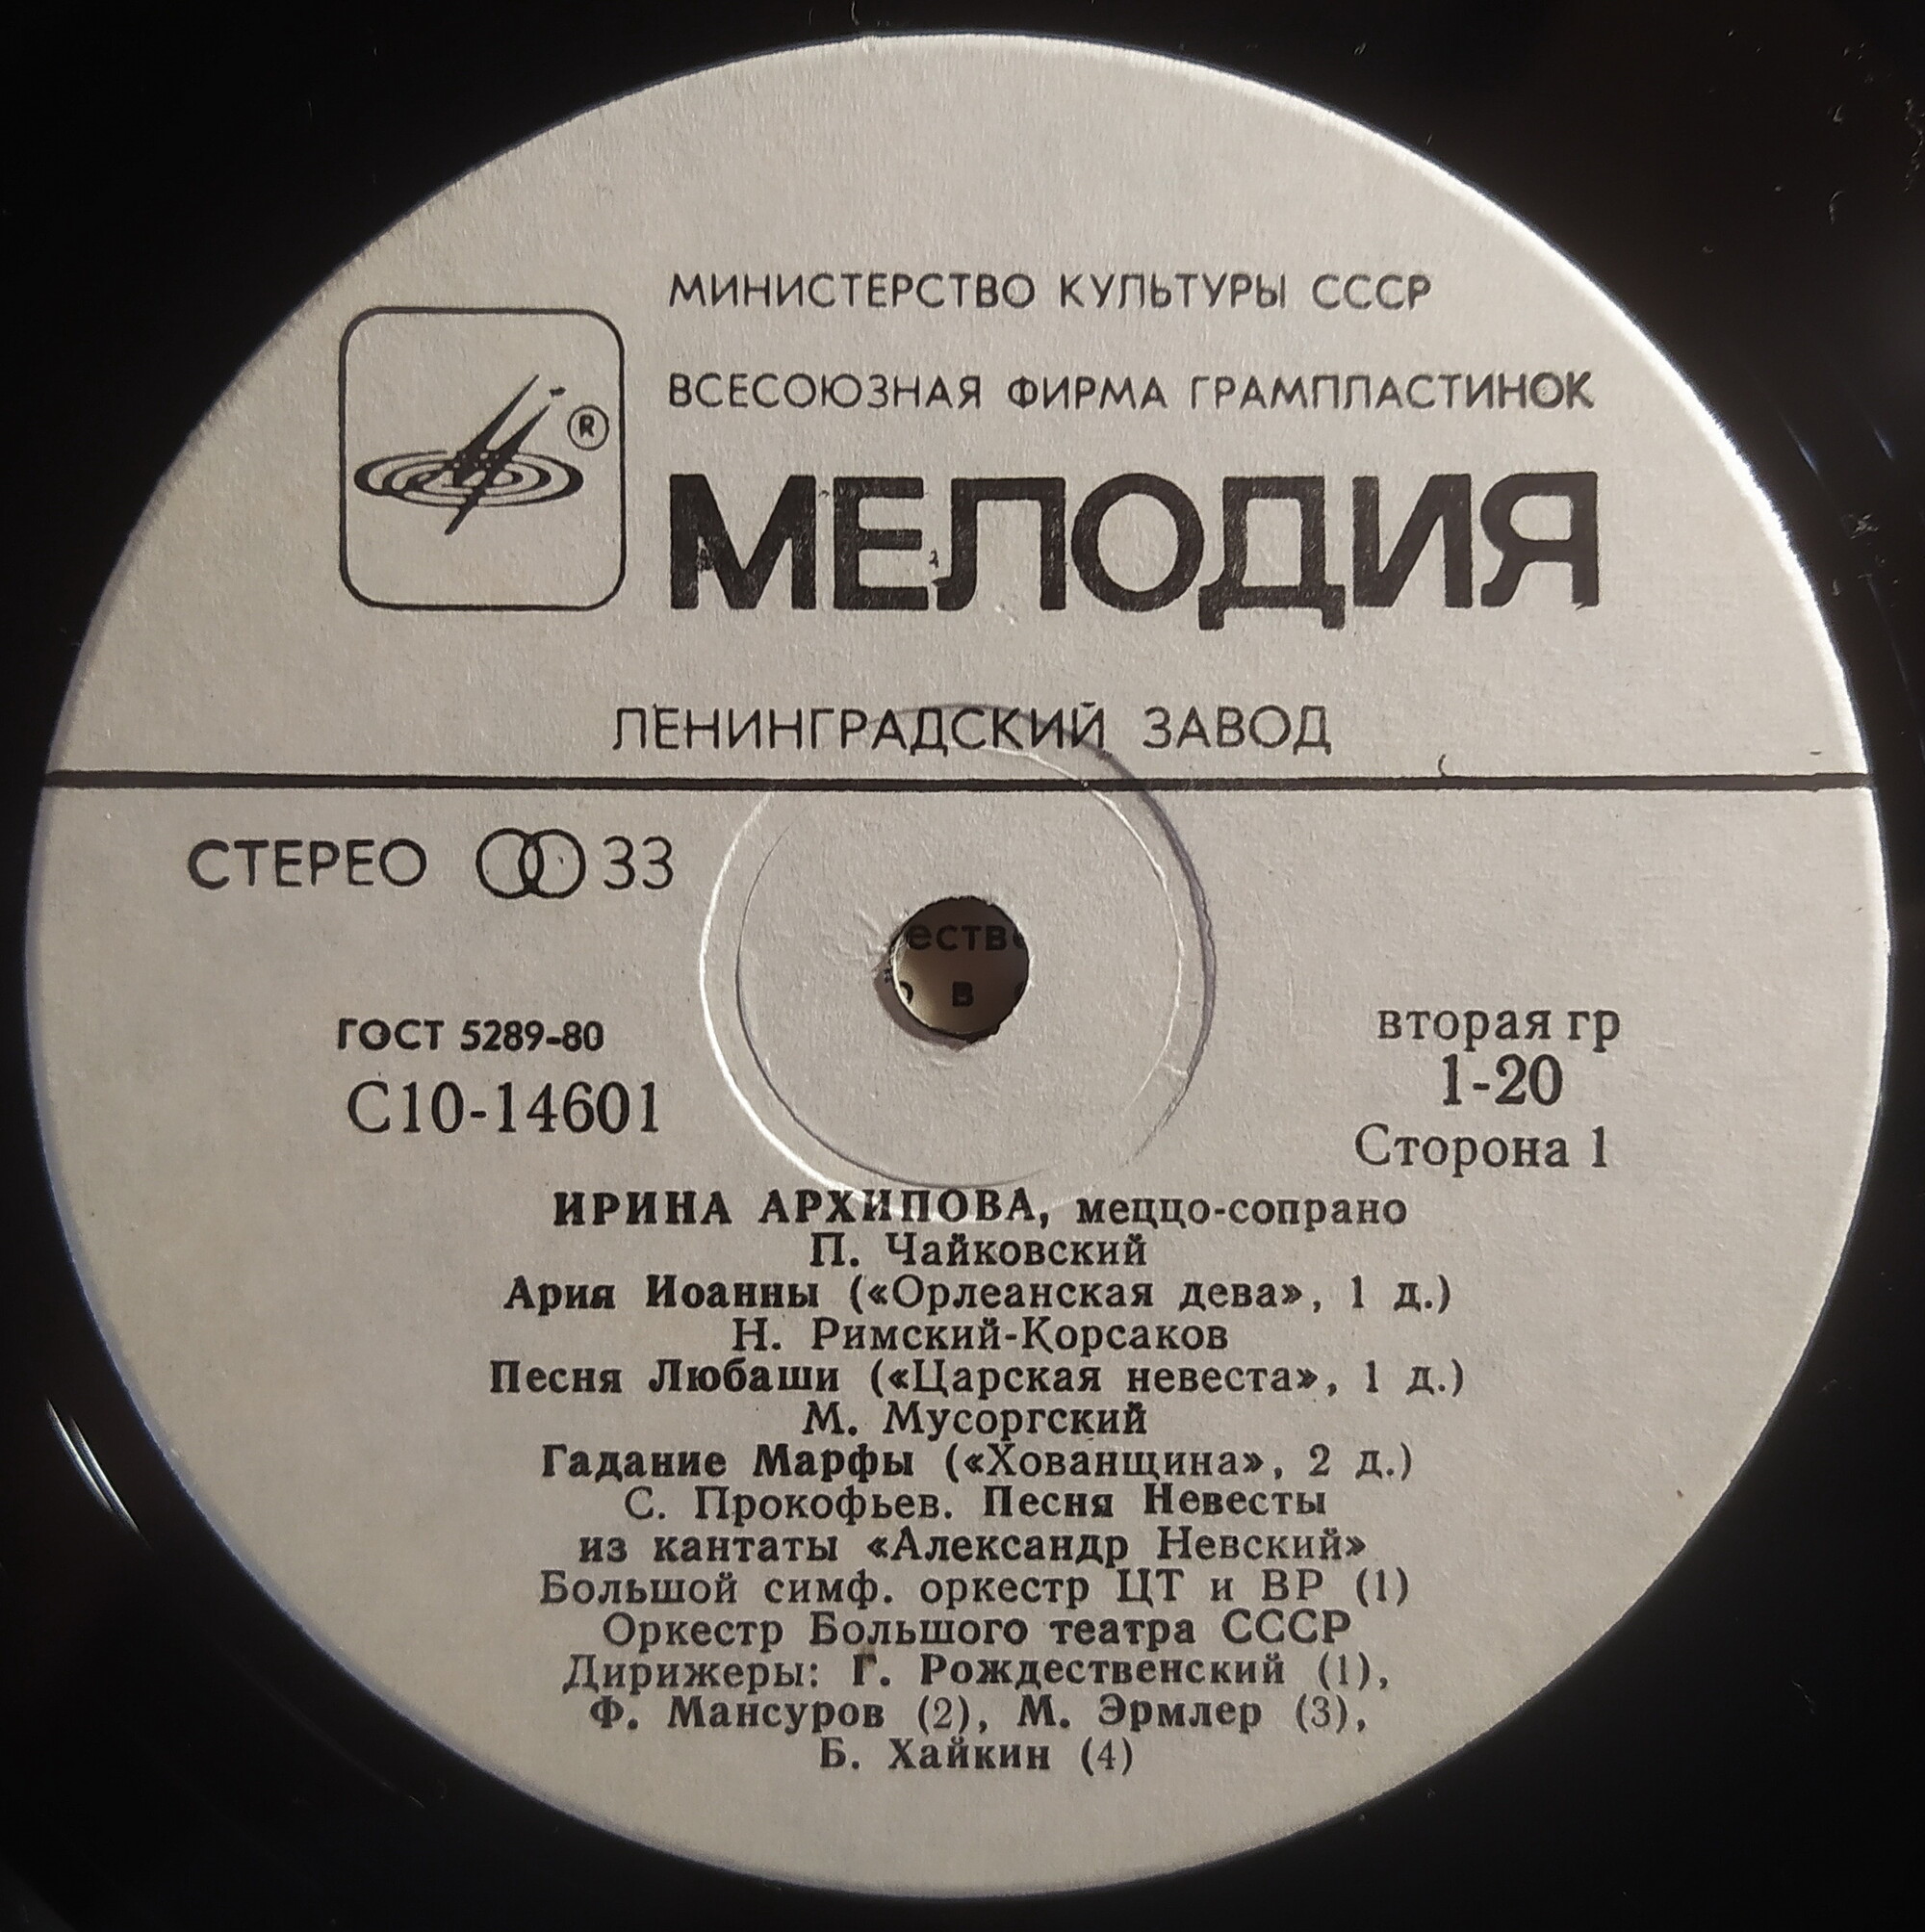 МИНИСТЕРСТВО КУЛЬТУРЫ СССР
ВСЕСОЮЗНАЯ ФИРМА ГРАМПЛАСТИНОК
®
МЕЛОДИЯ
ЛЕНИНГРАДСКИЙ ЗАВОД
СТЕРЕО 33
еств
в
ГОСТ 5289-80
С10-14601
вторая гр
1-20
Сторона 1
ИРИНА АРХИПОВА, меццо-сопрано
П. Чайковский
Ария Иоанны («Орлеанская дева», 1 д.)
Н. Римский-Корсаков
Песня Любаши («Царская невеста», 1 д.)
М. Мусоргский
Гадание Марфы («Хованщина», 2 д.)
С. Прокофьев. Песня Невесты
из кантаты «Александр Невский»
Большой симф. оркестр ЦТ и ВР (1)
Оркестр Большого театра СССР
Дирижеры: Г. Рождественский (1),
Ф. Мансуров (2), М. Эрмлер (3),
Б. Хайкин (4)